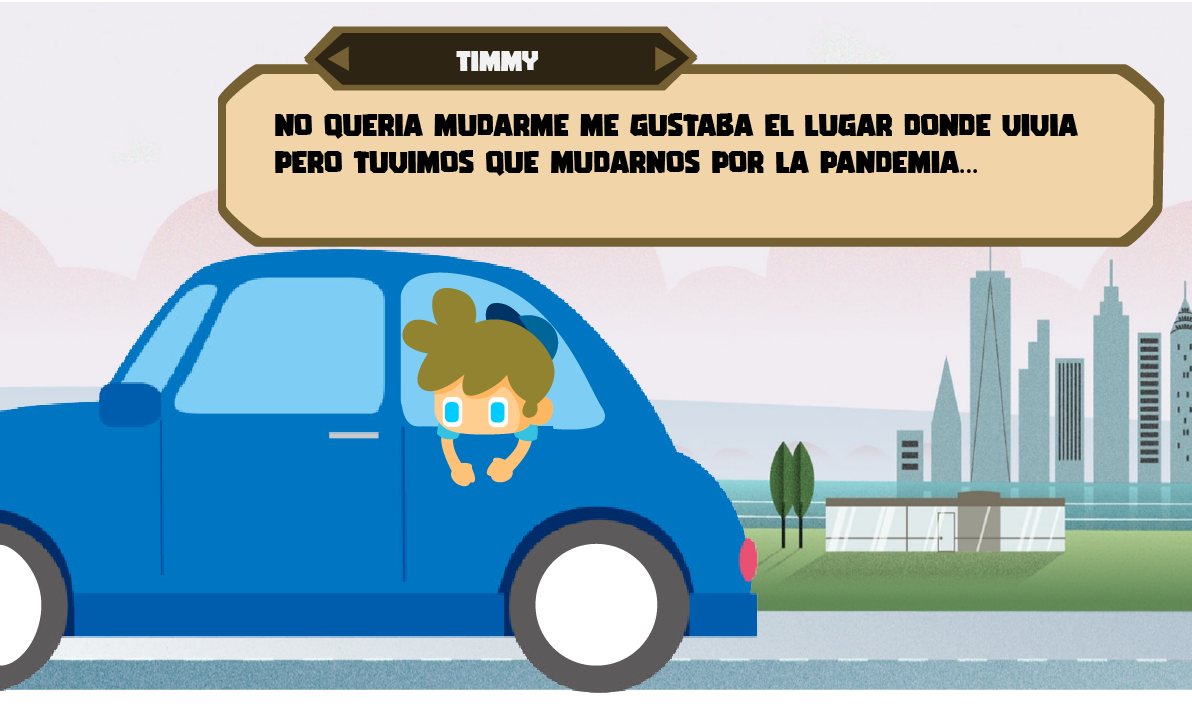 TIMMY
NO QUERIA MUDARME ME GUSTABA EL LUGAR DONDE VIVIA
PERO TUVIMOS QUE MUDARNOS POR LA PANDEMIA...